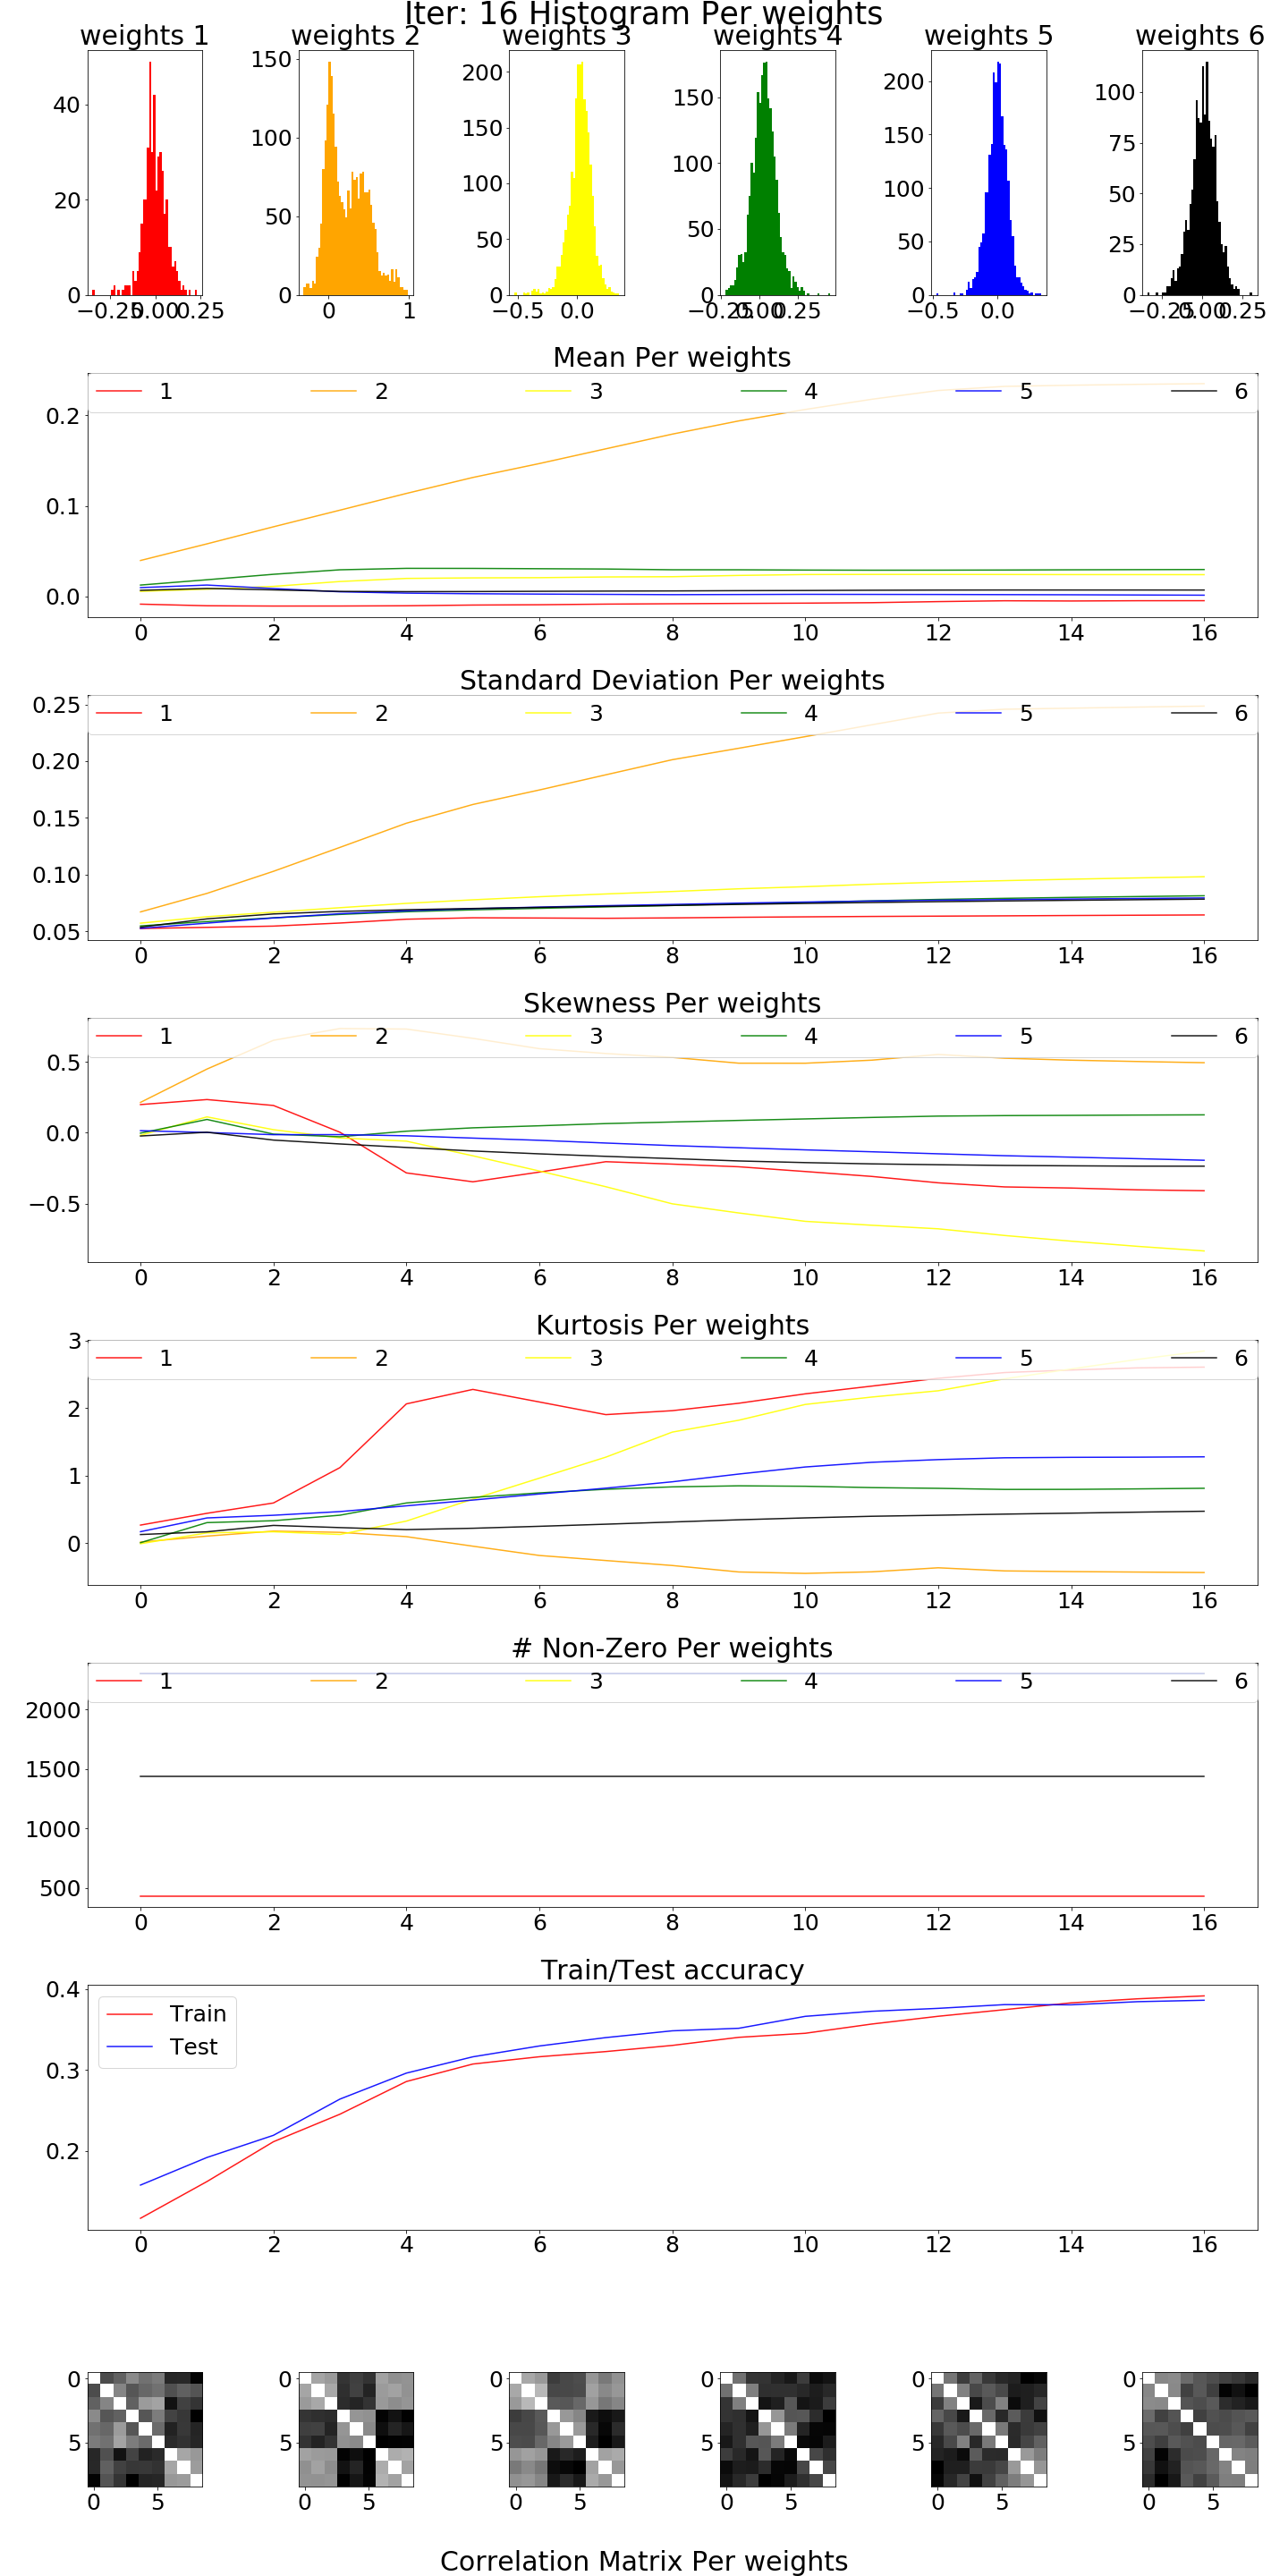 Iter: 16 Histogram Per weights
weights 1 weights 2 weights 3 weights 4 weights 5 weights 6
40
20
0
−0.25 0.00 0.25
150
100
50
0
0 1
200
150
100
50
0
−0.5 0.0
150
100
50
0
−0.25 0.00 0.25
200
150
100
50
0
−0.5 0.0
100
75
50
25
0
−0.25 0.00 0.25
Mean Per weights
1 2 3 4 5 6
0.2
0.1
0.0
0 2 4 6 8 10 12 14 16
Standard Deviation Per weights
1 2 3 4 5 6
0.25
0.20
0.15
0.10
0.05
0 2 4 6 8 10 12 14 16
Skewness Per weights
1 2 3 4 5 6
0.5
0.0
−0.5
0 2 4 6 8 10 12 14 16
Kurtosis Per weights
1 2 3 4 5 6
3
2
1
0
0 2 4 6 8 10 12 14 16
# Non-Zero Per weights
1 2 3 4 5 6
2000
1500
1000
500
0 2 4 6 8 10 12 14 16
Train/Test accuracy
Train
Test
0.4
0.3
0.2
0 2 4 6 8 10 12 14 16
0
5
0 5
0
5
0 5
0
5
0 5
0
5
0 5
0
5
0 5
0
5
0 5
Correlation Matrix Per weights